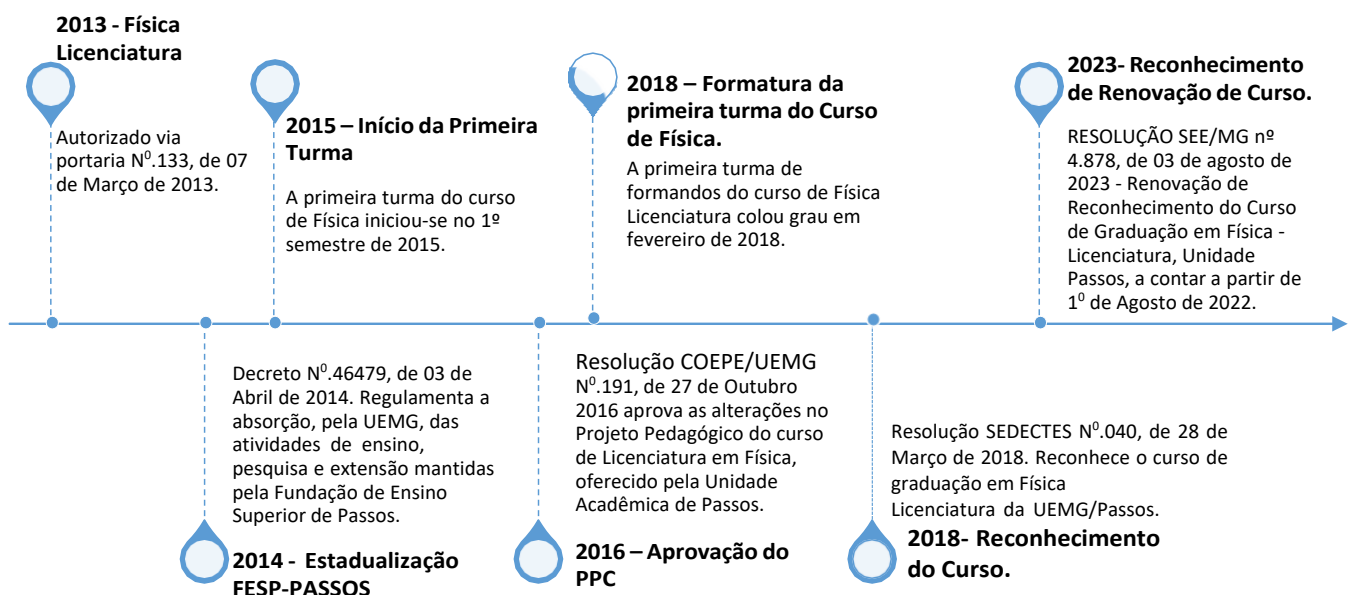 2013 - Física
Licenciatura
Autorizado via
portaria N⁰.133, de 07
de Março de 2013.
Decreto N⁰.46479, de 03 de
Abril de 2014. Regulamenta a
absorção, pela UEMG, das
atividades de ensino,
pesquisa e extensão mantidas
pela Fundação de Ensino
Superior de Passos.
2014 - Estadualização
FESP-PASSOS
2015 – Início da Primeira
Turma
A primeira turma do curso
de Física iniciou-se no 1º
semestre de 2015.
Resolução COEPE/UEMG
N⁰.191, de 27 de Outubro
2016 aprova as alterações no
Projeto Pedagógico do curso
de Licenciatura em Física,
oferecido pela Unidade
Acadêmica de Passos.
2016 – Aprovação do
PPC
2018 – Formatura da
primeira turma do Curso
de Física.
A primeira turma de
formandos do curso de Física
Licenciatura colou grau em
fevereiro de 2018.
Resolução SEDECTES N⁰.040, de 28 de
Março de 2018. Reconhece o curso de
graduação em Física
Licenciatura da UEMG/Passos.
2018- Reconhecimento
do Curso.
2023- Reconhecimento
de Renovação de Curso.
RESOLUÇÃO SEE/MG nº
4.878, de 03 de agosto de
2023 - Renovação de
Reconhecimento do Curso
de Graduação em Física -
Licenciatura, Unidade
Passos, a contar a partir de
1⁰ de Agosto de 2022.